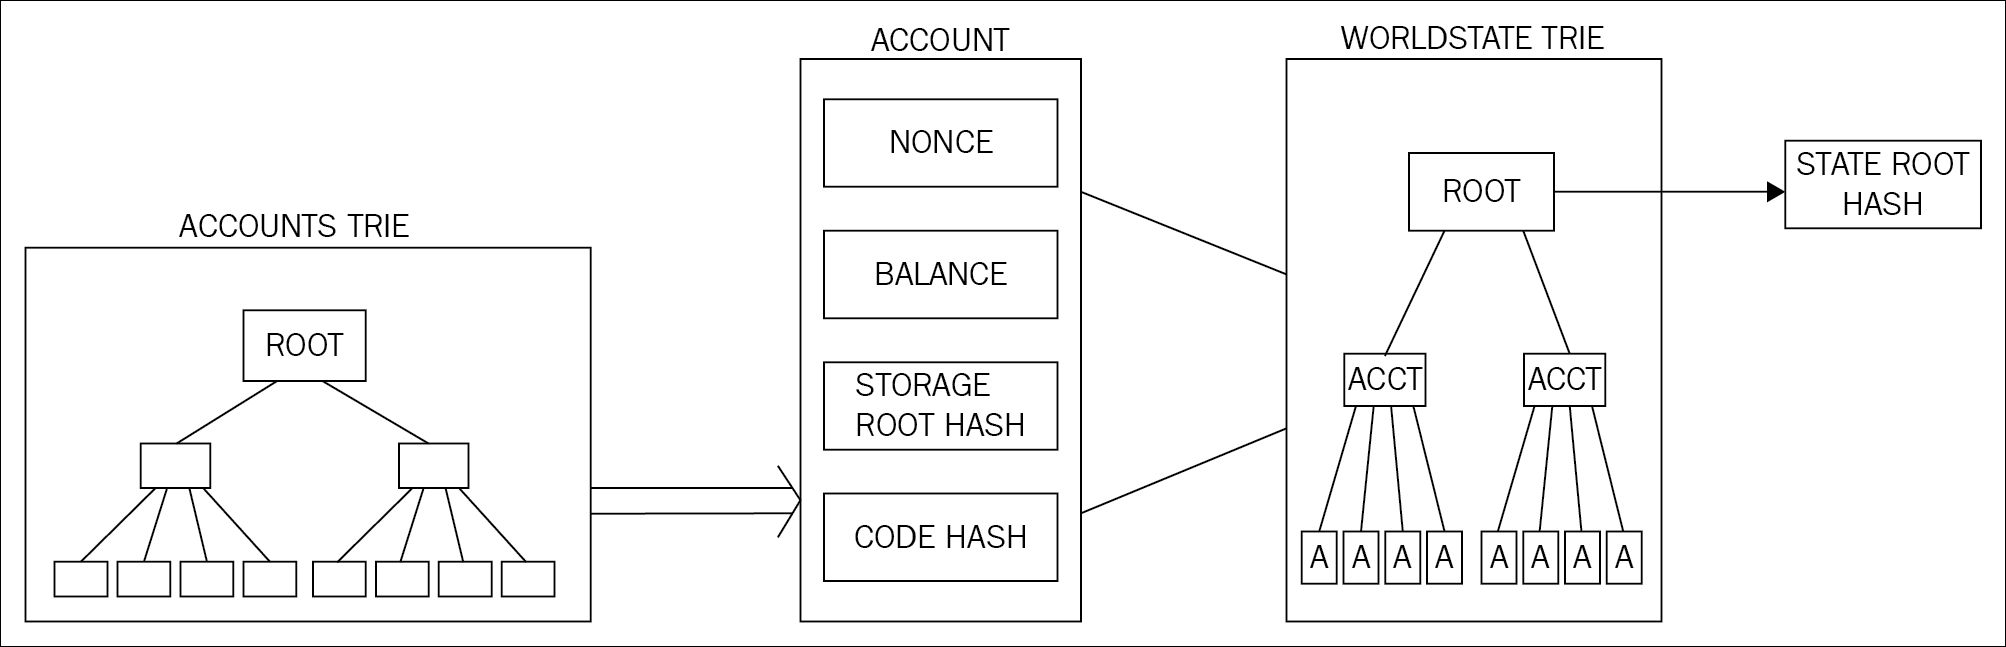 ACCOUNTS TRIE
ROOT
ACCOUNT
NONCE
BALANCE
STORAGE
ROOT HASH
CODE HASH
WORLDSTATE TRIE
ROOT
ACCT ACCT
A A A A A A A A
STATE ROOT
HASH